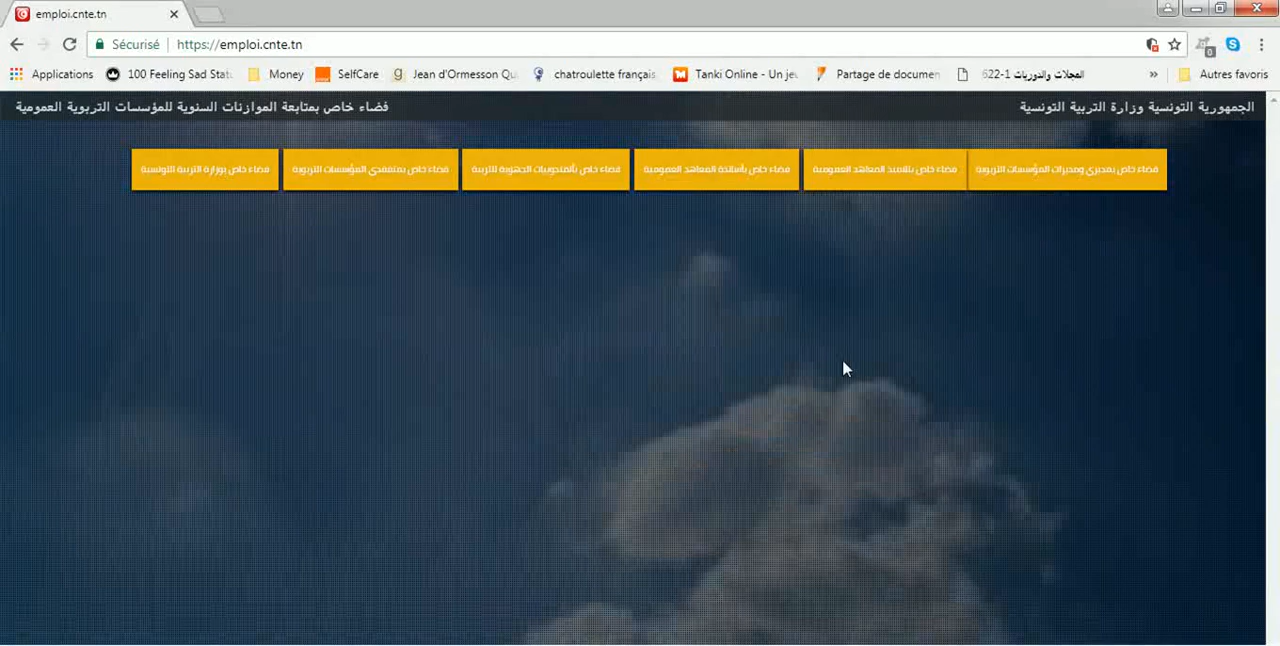 emploi.cnte.tn
Sécurisé | https://emploi.cnte.tn
0
Applications 100 Feeling Sad Statu Money SelfCare Jean d'Ormesson Qu chatroulette français Tanki Online - Un jeu Partage de documen المجلات والدوريات 1-622 » Autres favoris
الجمهورية التونسية وزارة التربية التونسية
فضاء خاص بمتابعة الموازنات السنوية للمؤسسات التربوية العمومية
فضاء خاص بمديري ومديرات المؤسسات التربوية
فضاء خاص بتلاميذ المعاهد العمومية
فضاء خاص بأساتذة المعاهد العمومية
فضاء خاص بالمندوبيات الجهوية للتربية
فضاء خاص بمتفقدي المؤسسات التربوية
فضاء خاص بوزارة التربية التونسية